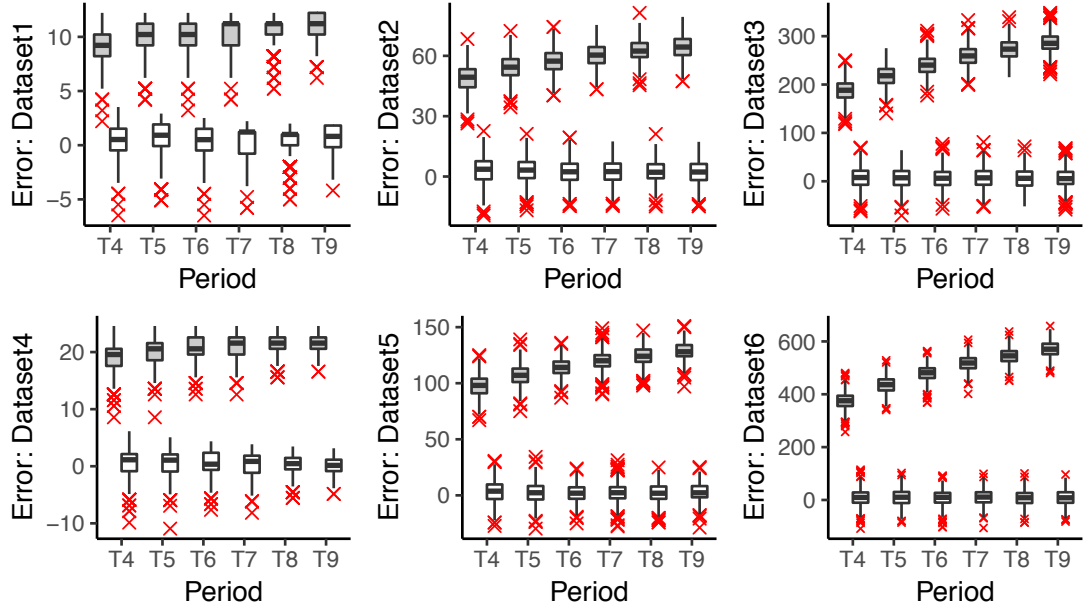 Error: Dataset1
10
5
0
−5
T4 T5 T6 T7 T8 T9
Period
Error: Dataset2
60
30
0
T4 T5 T6 T7 T8 T9
Period
Error: Dataset3
300
200
100
0
T4 T5 T6 T7 T8 T9
Period
Error: Dataset4
20
10
0
−10
T4 T5 T6 T7 T8 T9
Period
Error: Dataset5
150
100
50
0
T4 T5 T6 T7 T8 T9
Period
Error: Dataset6
600
400
200
0
T4 T5 T6 T7 T8 T9
Period